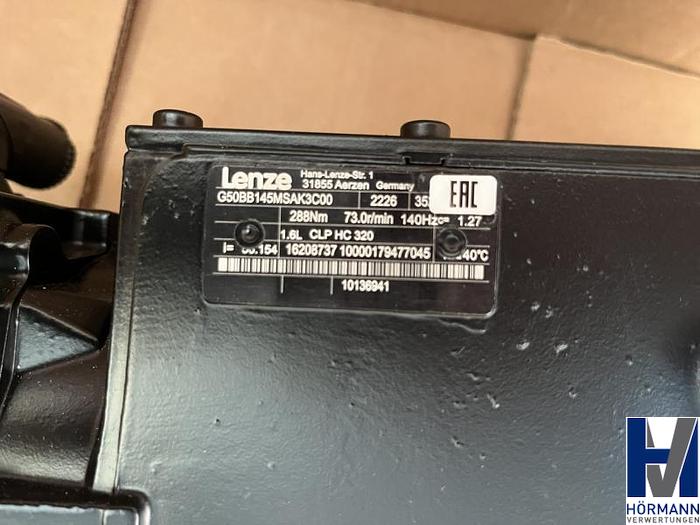 Lenze Hans-Lenze-Str. 1
31855 Aerzen Germany
G50BB145MSAK3C00 2226
EAC
288Nm 73.0r/min 140Hz c= 1.27
1.6L CLP HC 320
i= 16208737 10000179477045 40°C
10136941
HV
HÖRMANN
VERWERTUNGEN